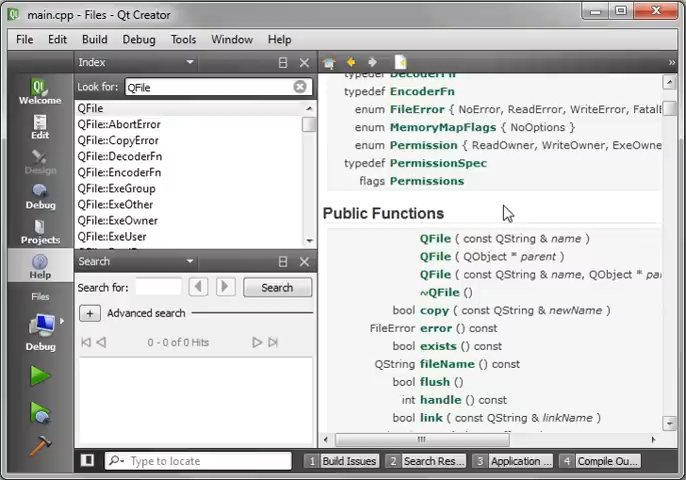 main.cpp - Files - Qt Creator
File Edit Build Debug Tools Window Help
Welcome
Edit
Design
Debug
Projects
Help
Files
Debug
Index
Look for: QFile
QFile
QFile::AbortError
QFile::CopyError
QFile::DecoderFn
QFile::EncoderFn
QFile::ExeGroup
QFile::ExeOther
QFile::ExeOwner
QFile::ExeUser
Search
Search for: Search
+ Advanced search
0 - 0 of 0 Hits
typedef DecoderFn
typedef EncoderFn
enum FileError { NoError, ReadError, WriteError, FatalE
enum MemoryMapFlags { NoOptions }
enum Permission { ReadOwner, WriteOwner, ExeOwne
typedef PermissionSpec
flags Permissions
Public Functions
QFile ( const QString & name )
QFile ( QObject * parent )
QFile ( const QString & name, QObject * par
~QFile ()
bool copy ( const QString & newName )
FileError error () const
bool exists () const
QString fileName () const
bool flush ()
int handle () const
bool link ( const QString & linkName )
Type to locate
1 Build Issues 2 Search Res... 3 Application ... 4 Compile Ou...